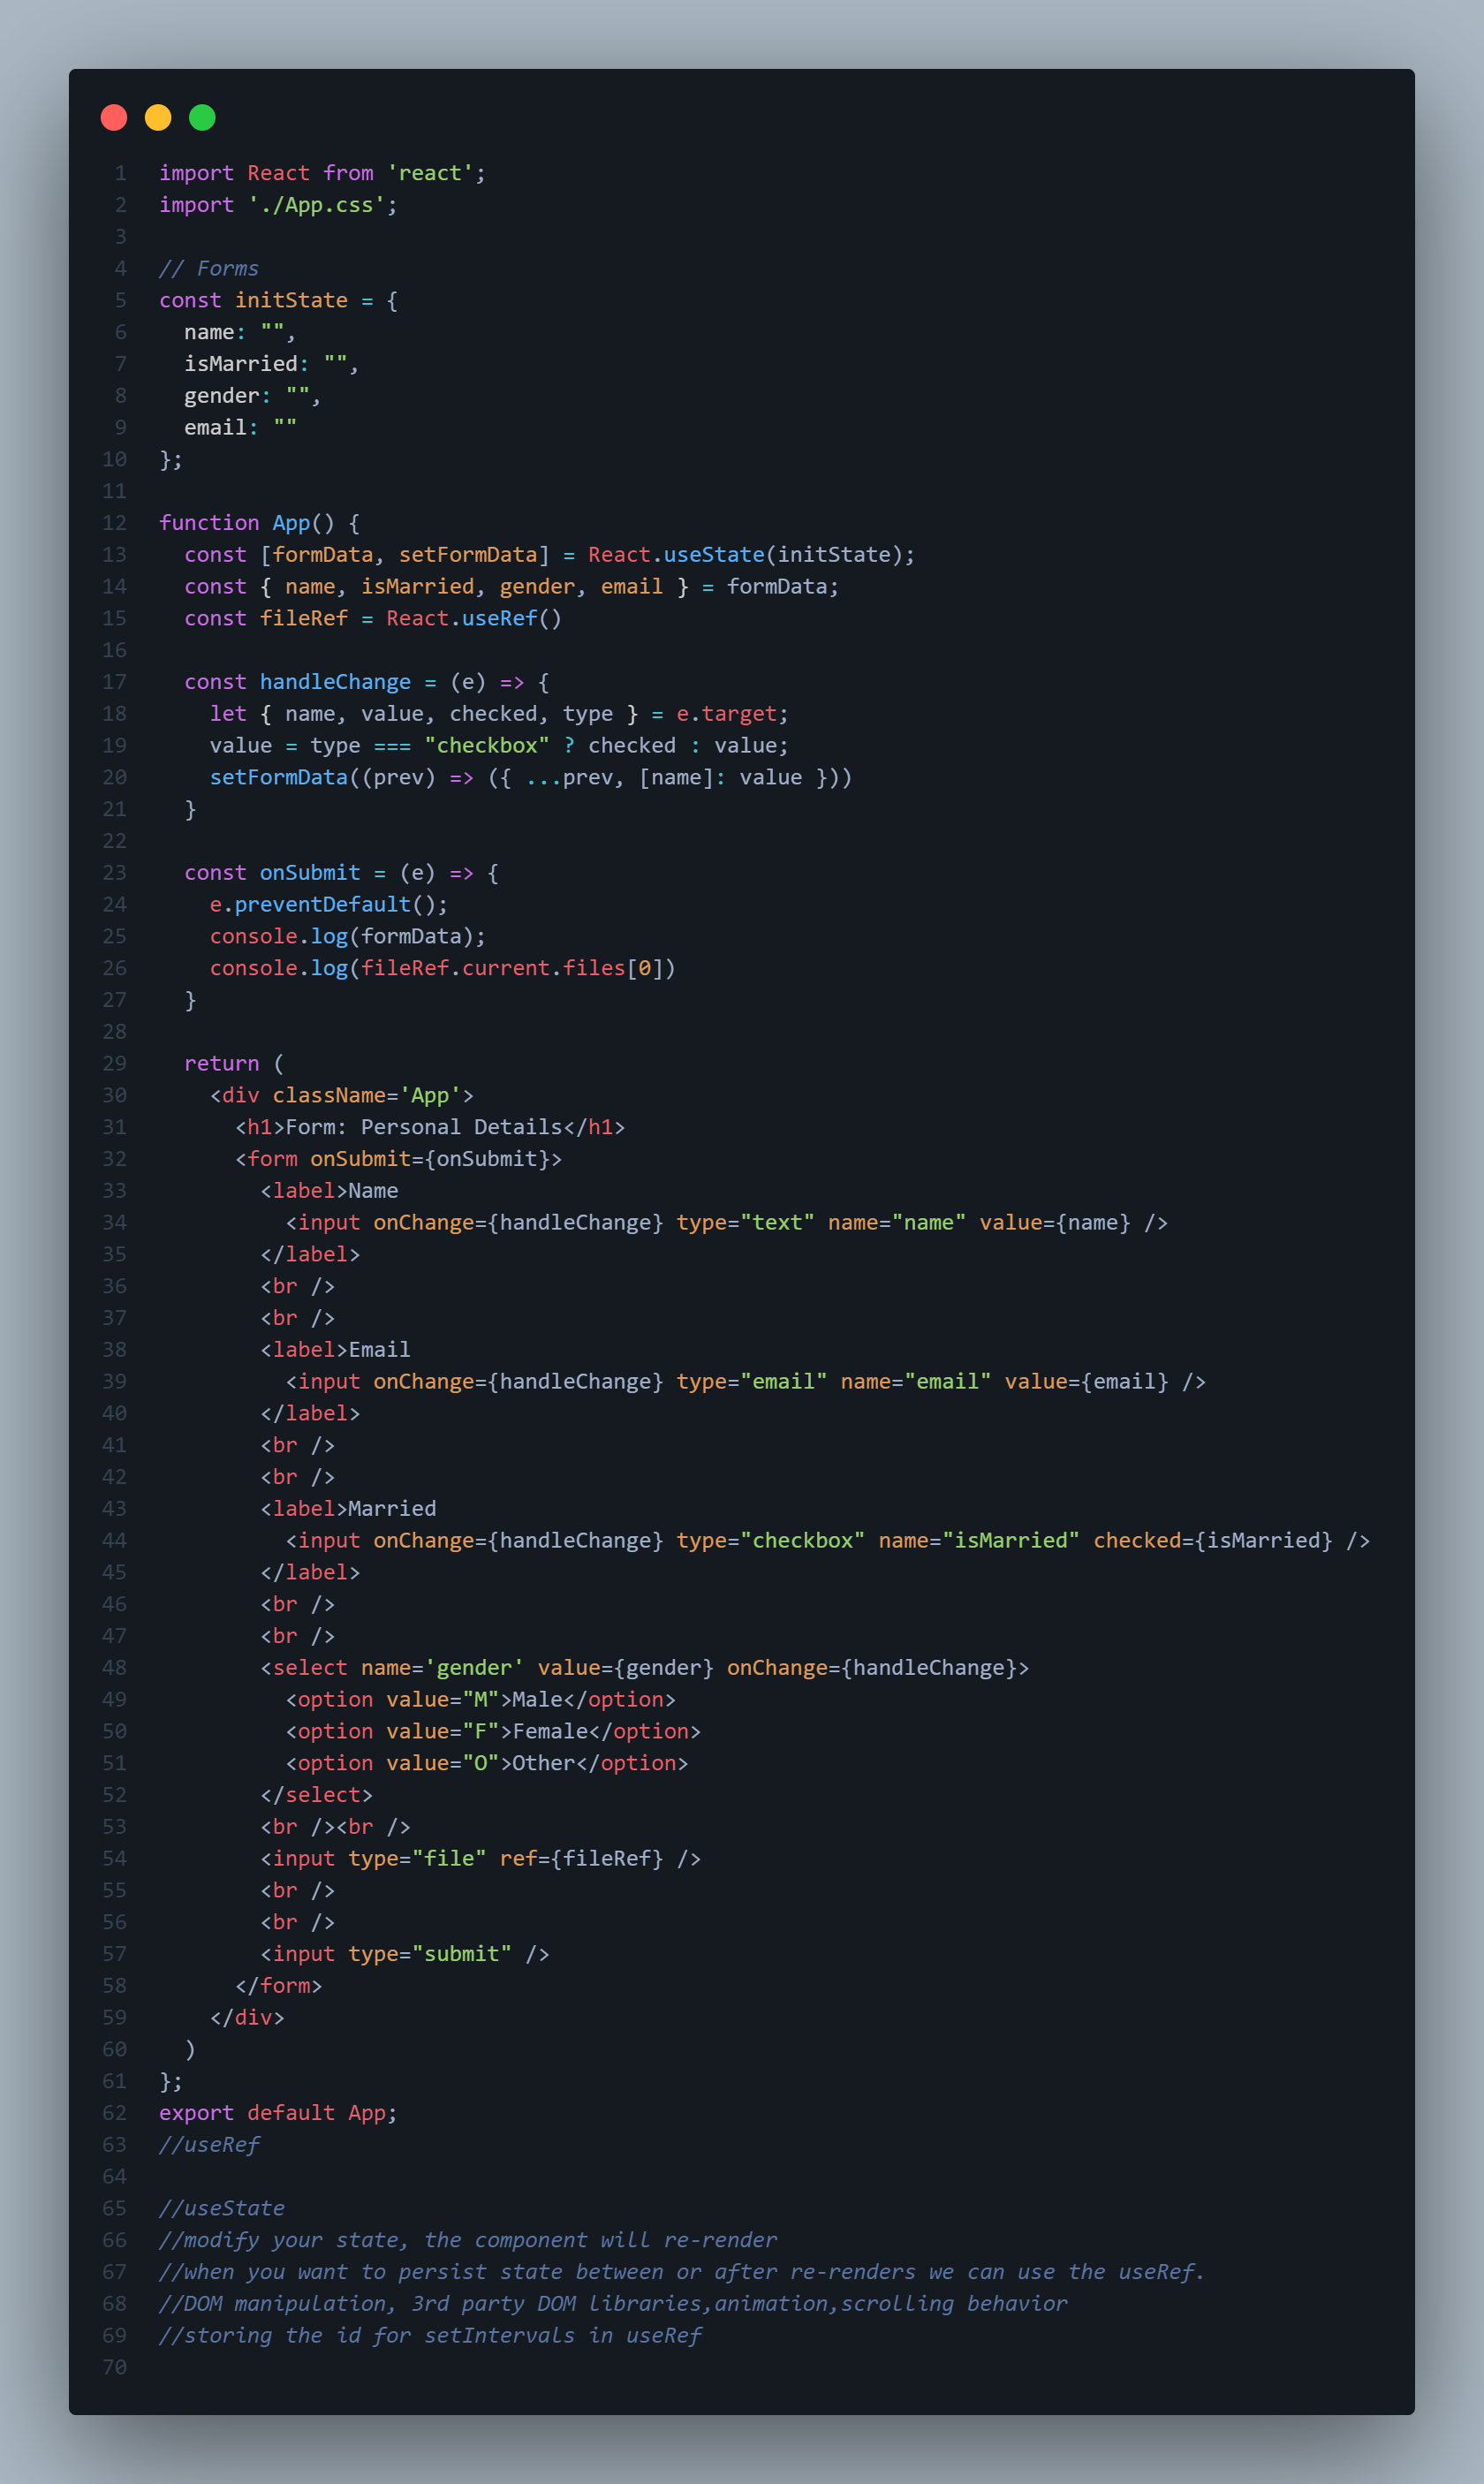 1 import React from 'react';
2 import './App.css';
3
4 // Forms
5 const initState = {
6   name: "",
7   isMarried: "",
8   gender: "",
9   email: ""
10 };
11
12 function App() {
13   const [formData, setFormData] = React.useState(initState);
14   const { name, isMarried, gender, email } = formData;
15   const fileRef = React.useRef()
16
17   const handleChange = (e) => {
18     let { name, value, checked, type } = e.target;
19     value = type === "checkbox" ? checked : value;
20     setFormData((prev) => ({ ...prev, [name]: value }))
21   }
22
23   const onSubmit = (e) => {
24     e.preventDefault();
25     console.log(formData);
26     console.log(fileRef.current.files[0])
27   }
28
29   return (
30     <div className='App'>
31       <h1>Form: Personal Details</h1>
32       <form onSubmit={onSubmit}>
33         <label>Name
34           <input onChange={handleChange} type="text" name="name" value={name} />
35         </label>
36         <br />
37         <br />
38         <label>Email
39           <input onChange={handleChange} type="email" name="email" value={email} />
40         </label>
41         <br />
42         <br />
43         <label>Married
44           <input onChange={handleChange} type="checkbox" name="isMarried" checked={isMarried} />
45         </label>
46         <br />
47         <br />
48         <select name='gender' value={gender} onChange={handleChange}>
49           <option value="M">Male</option>
50           <option value="F">Female</option>
51           <option value="O">Other</option>
52         </select>
53         <br /><br />
54         <input type="file" ref={fileRef} />
55         <br />
56         <br />
57         <input type="submit" />
58       </form>
59     </div>
60   )
61 };
62 export default App;
63 //useRef
64
65 //useState
66 //modify your state, the component will re-render
67 //when you want to persist state between or after re-renders we can use the useRef.
68 //DOM manipulation, 3rd party DOM libraries,animation,scrolling behavior
69 //storing the id for setIntervals in useRef
70